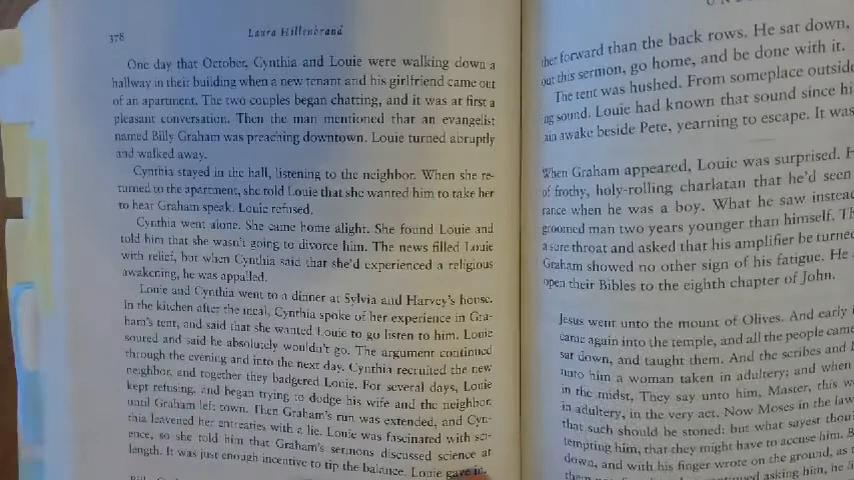 378
Laura Hillenbrand
One day that October, Cynthia and Louie were walking down a
hallway in their building when a new tenant and his girlfriend came out
of an apartment. The two couples began chatting, and it was at first a
pleasant conversation. Then the man mentioned that an evangelist
named Billy Graham was preaching downtown. Louie turned abruptly
and walked away.
Cynthia stayed in the hall, listening to the neighbor. When she re-
turned to the apartment, she told Louie that she wanted him to take her
to hear Graham speak. Louie refused.
Cynthia went alone. She came home alight. She found Louie and
told him that she wasn't going to divorce him. The news filled Louie
with relief, but when Cynthia said that she'd experienced a religious
awakening, he was appalled.
Louie and Cynthia went to a dinner at Sylvia and Harvey's house.
In the kitchen after the meal, Cynthia spoke of her experience in Gra-
ham's tent, and said that she wanted Louie to go listen to him. Louie
soured and said he absolutely wouldn't go. The argument continued
through the evening and into the next day. Cynthia recruited the new
neighbor, and together they badgered Louie. For several days, Louie
kept refusing, and began trying to dodge his wife and the neighbor,
until Graham left town. Then Graham's run was extended, and Cyn-
thia leavened her entreaties with a lie. Louie was fascinated with sci-
ence, so she told him that Graham's sermons discussed science at
length. It was just enough incentive to tip the balance. Louie gave in.
ther forward than the back rows. He sat down,
out this sermon, go home, and be done with it.
The tent was hushed. From someplace outside
ng sound. Louie had known that sound since hi
ain awake beside Pete, yearning to escape. It was
When Graham appeared, Louie was surprised. H
of frothy, holy-rolling charlatan that he'd seen
rance when he was a boy. What he saw instead
groomed man two years younger than himself. Th
a sore throat and asked that his amplifier be turned
Graham showed no other sign of his fatigue. He
open their Bibles to the eighth chapter of John.
Jesus went unto the mount of Olives. And early
came again into the temple, and all the people came
sat down, and taught them. And the scribes and
unto him a woman taken in adultery; and when
in the midst, They say unto him, Master, this w
in adultery, in the very act. Now Moses in the law
that such should be stoned: but what sayest thou
tempting him, that they might have to accuse him. B
down, and with his finger wrote on the ground, as
asking him, he li